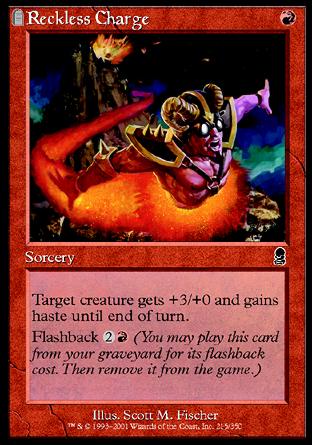 Reckless Charge
Sorcery
Target creature gets +3/+0 and gains
haste until end of turn.
Flashback 2 (You may play this card
from your graveyard for its flashback
cost. Then remove it from the game.)
Illus. Scott M. Fischer
™ & © 1993-2001 Wizards of the Coast, Inc. 215/350